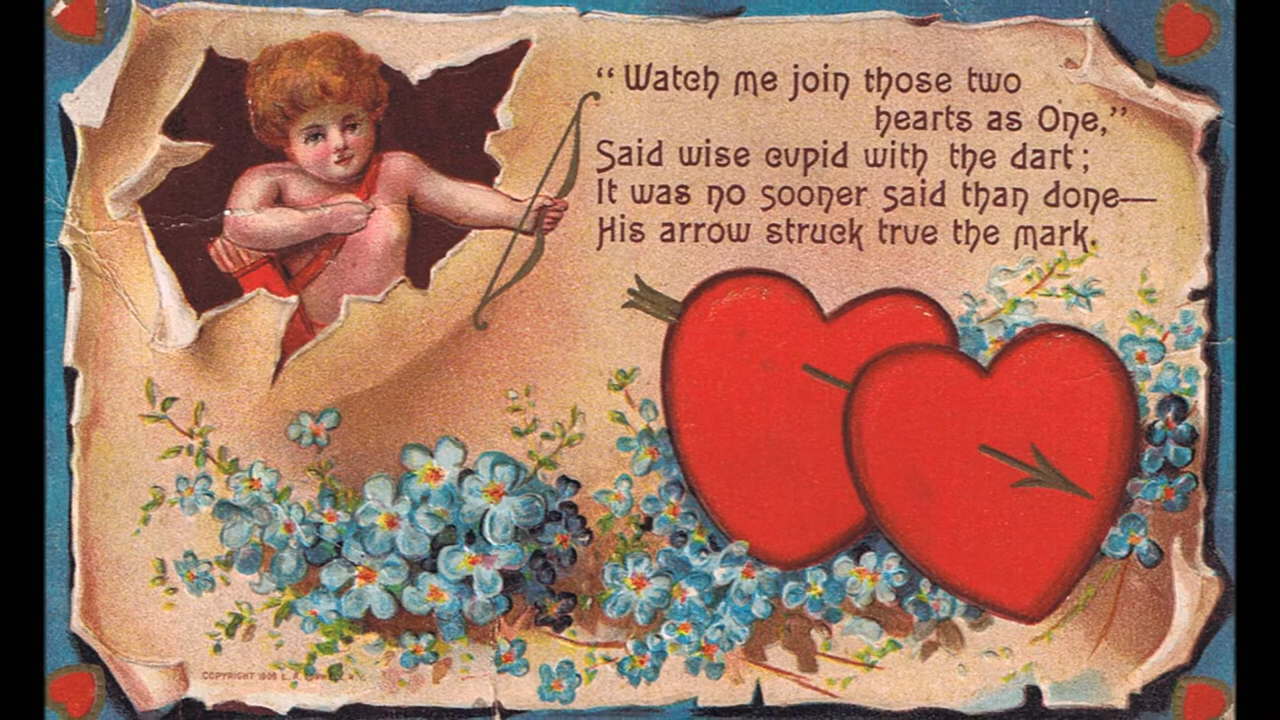 “Watch me join those two
hearts as One,”
Said wise cupid with the dart;
It was no sooner said than done—
His arrow struck true the mark.
COPYRIGHT